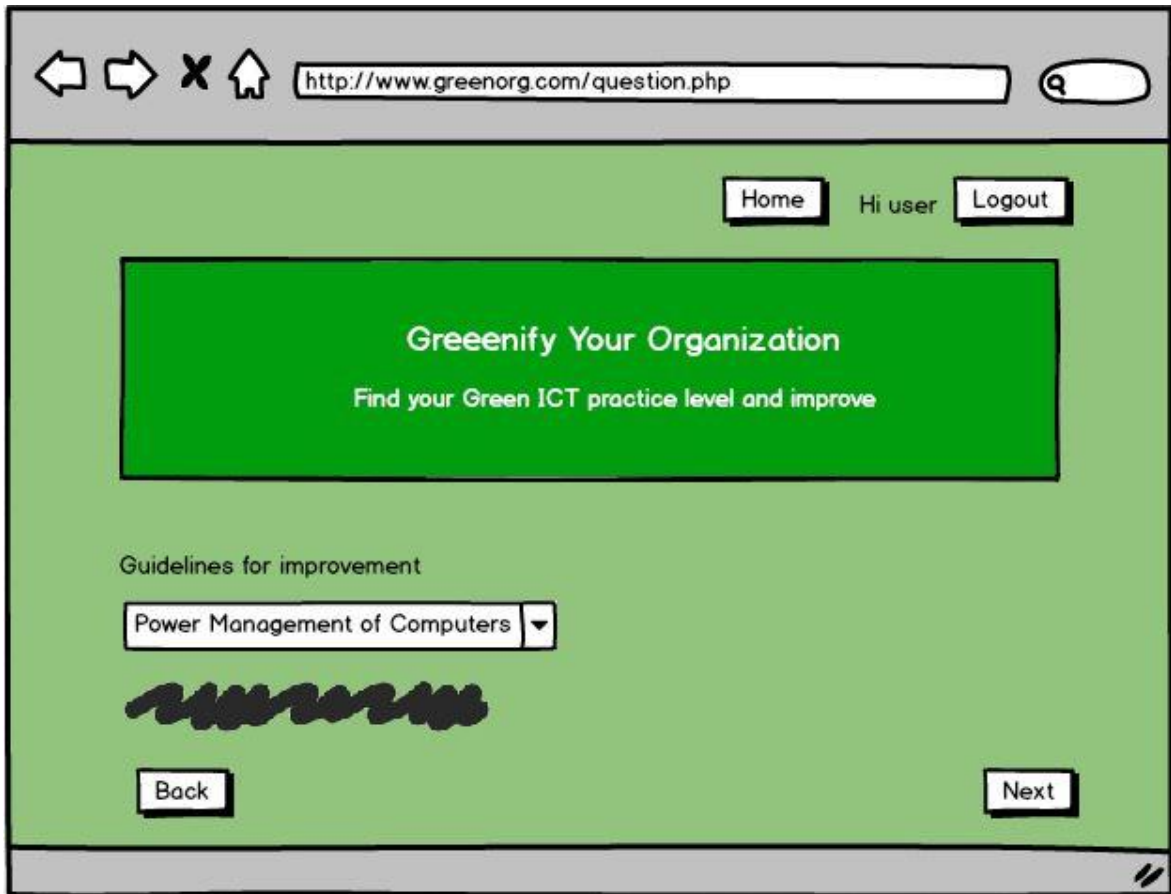 http://www.greenorg.com/question.php
Home Hi user Logout
Greeenify Your Organization
Find your Green ICT practice level and improve
Guidelines for improvement
Power Management of Computers
Back Next